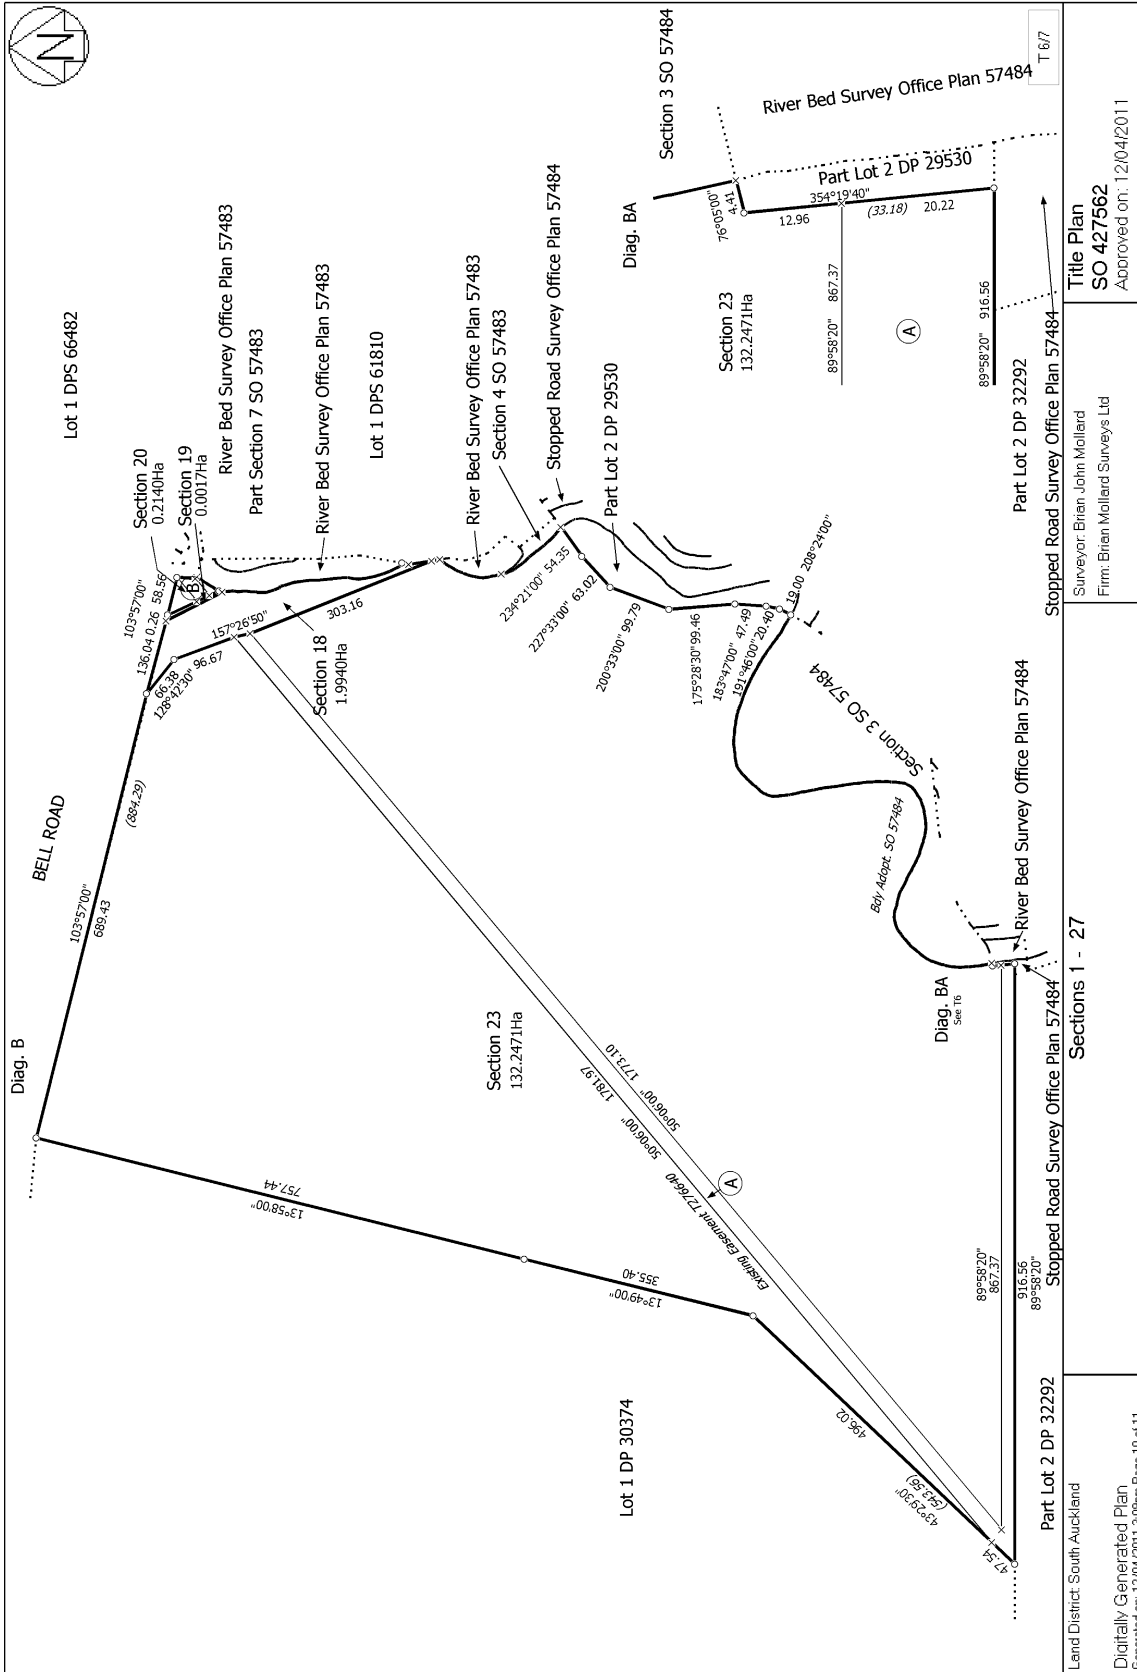 N
Lot 1 DPS 66482
Section 20
0.2140Ha
Section 19
0.0017Ha
River Bed Survey Office Plan 57483
Part Section 7 SO 57483
River Bed Survey Office Plan 57483
Lot 1 DPS 61810
River Bed Survey Office Plan 57483
Section 4 SO 57483
Stopped Road Survey Office Plan 57484
Part Lot 2 DP 29530
Diag. B
BELL ROAD
103°57'00"
689.43
(884.29)
136.04
0.26
58.56
103°57'00"
B
66.38
128°42'30"
96.67
157°26'50"
303.16
Section 18
1.9940Ha
234°21'00" 54.35
227°33'00" 63.02
200°33'00" 99.79
175°28'30" 99.46
183°47'00" 47.49
191°46'00" 20.40
19.00 208°24'00"
Section 3 SO 57484
Bdy Adopt. SO 57484
River Bed Survey Office Plan 57484
Diag. BA
See T6
Section 23
132.2471Ha
757.44
13°58'00"
355.40
13°49'00"
496.02
43°29'30"
(543.56)
47.54
1781.97
50°06'00"
1773.10
50°06'00"
Existing Easement T276640
A
89°58'20"
867.37
916.56
89°58'20"
Lot 1 DP 30374
Part Lot 2 DP 32292
Stopped Road Survey Office Plan 57484
Diag. BA
Section 3 SO 57484
River Bed Survey Office Plan 57484
Part Lot 2 DP 29530
76°05'00"
4.41
354°19'40"
12.96
(33.18)
20.22
Section 23
132.2471Ha
89°58'20" 867.37
A
89°58'20" 916.56
Part Lot 2 DP 32292
Stopped Road Survey Office Plan 57484
T 6/7
Land District: South Auckland
Digitally Generated Plan
Generated on: 12/04/2011 2:09pm Page 10 of 11
Sections 1 - 27
Surveyor: Brian John Mollard
Firm: Brian Mollard Surveys Ltd
Title Plan
SO 427562
Approved on: 12/04/2011